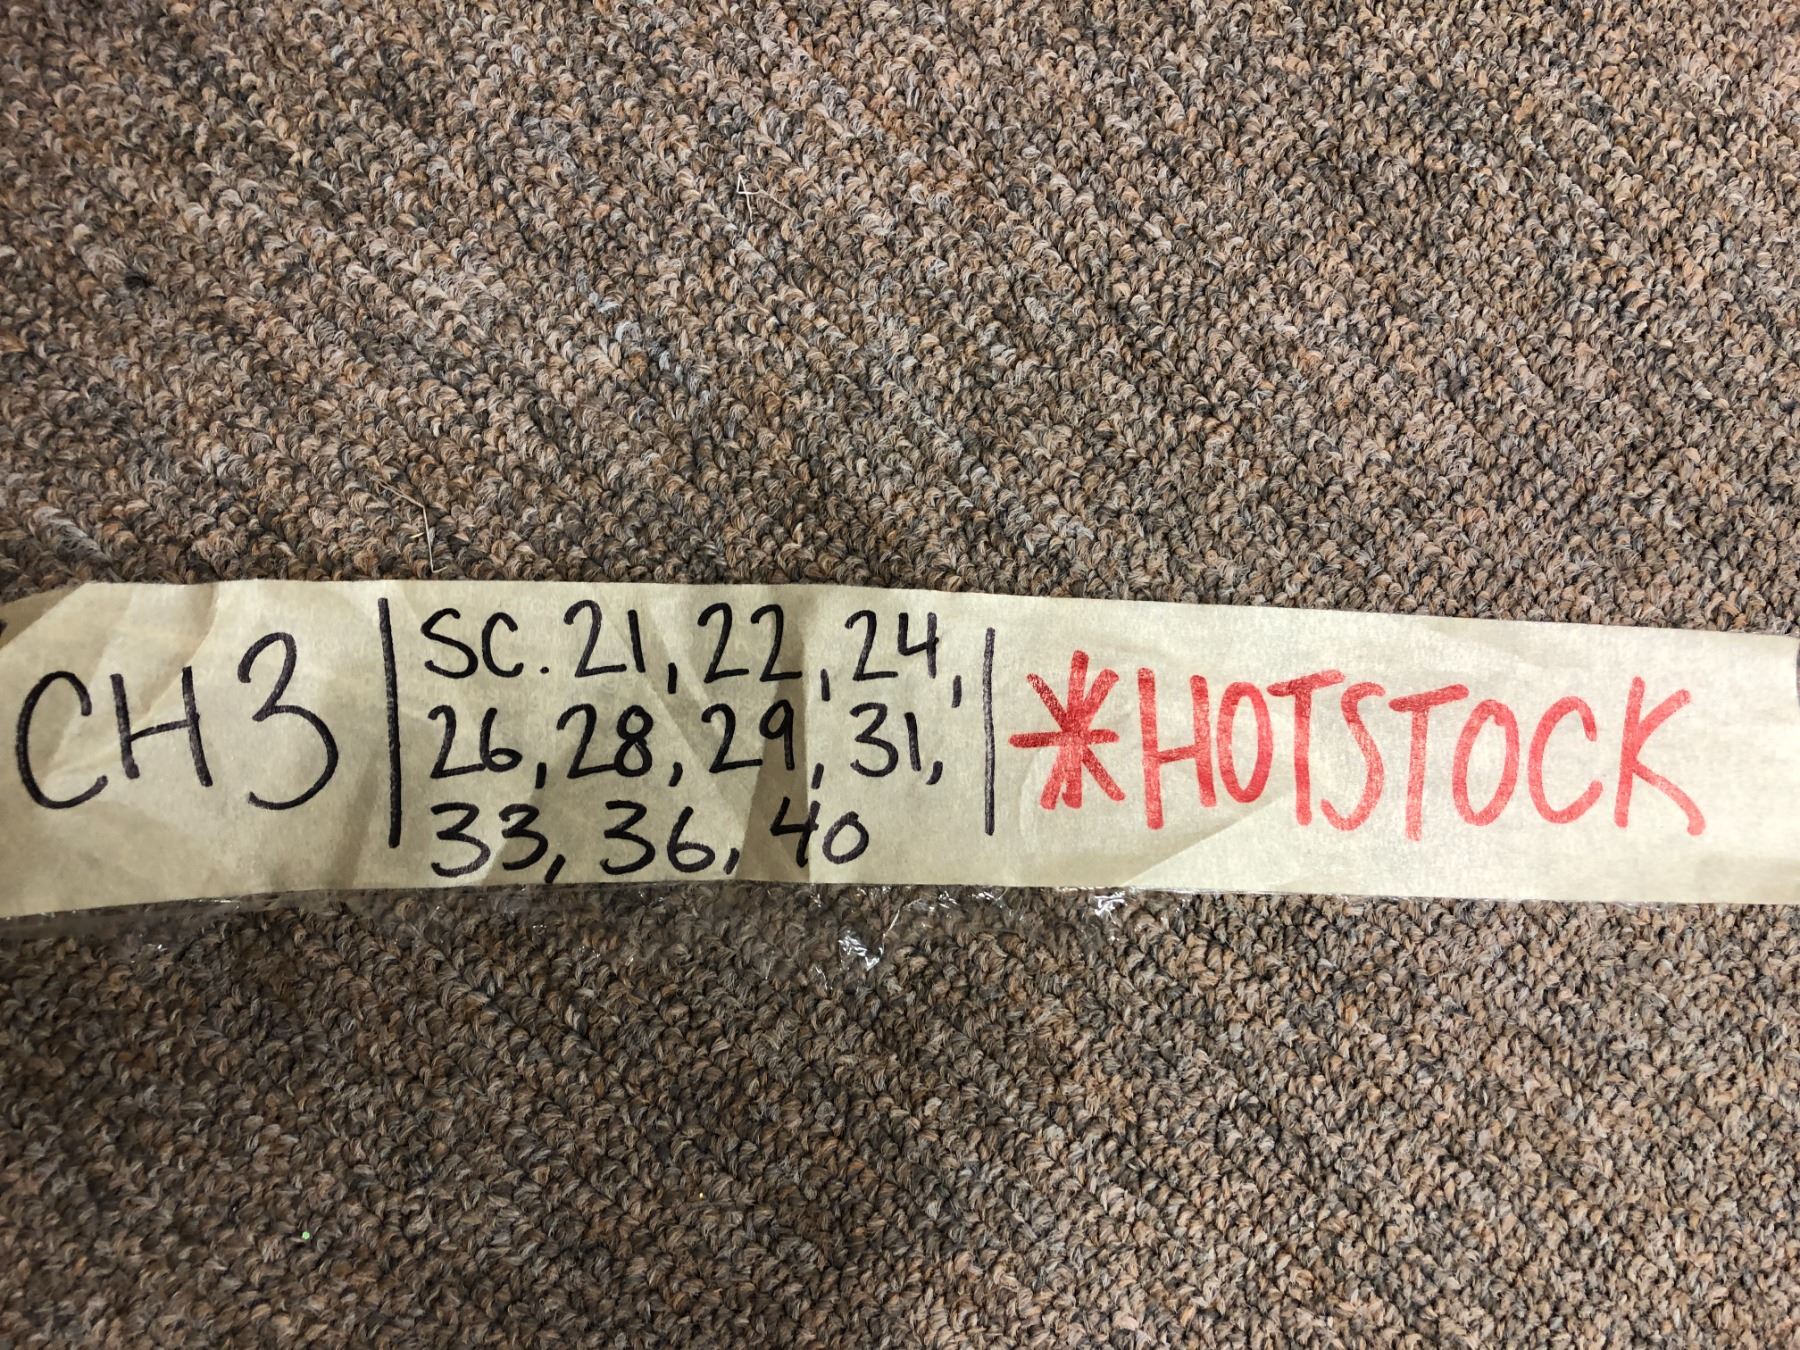 CH3
SC. 21, 22, 24,
26, 28, 29, 31,
33, 36, 40
*HOTSTOCK